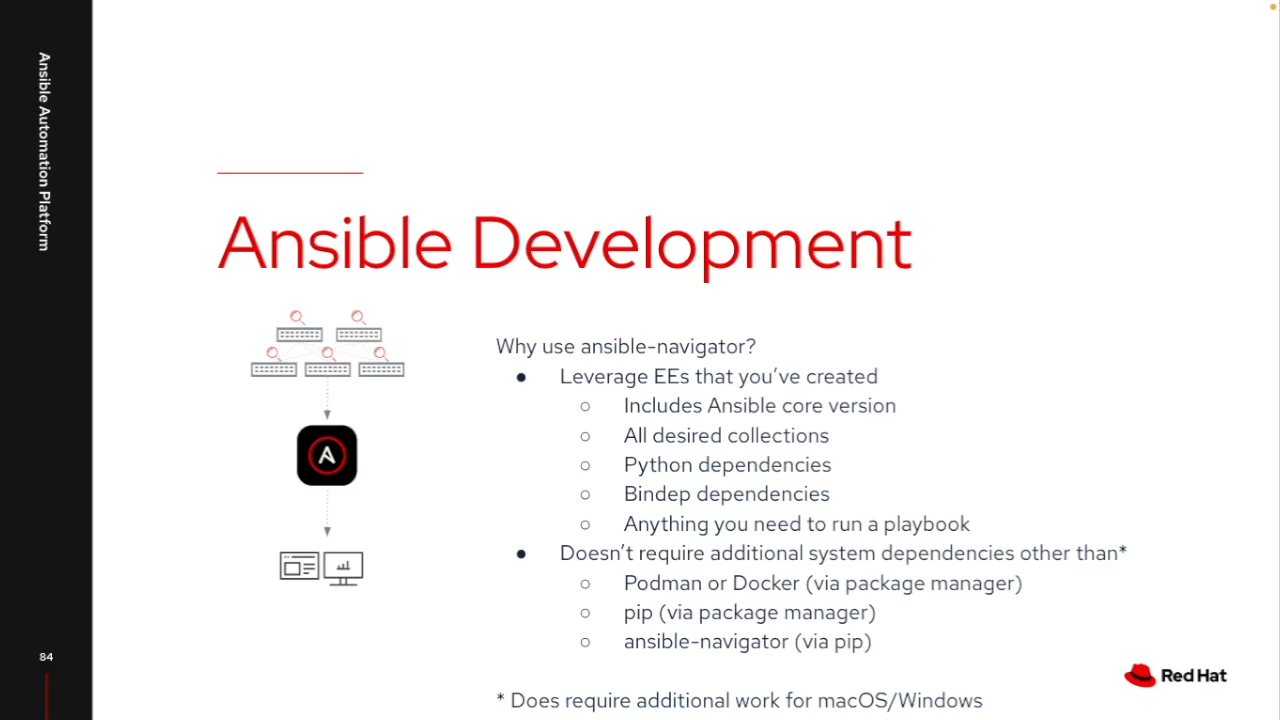 Ansible Automation Platform
Ansible Development
Why use ansible-navigator?
● Leverage EEs that you’ve created
○ Includes Ansible core version
○ All desired collections
○ Python dependencies
○ Bindep dependencies
○ Anything you need to run a playbook
● Doesn’t require additional system dependencies other than*
○ Podman or Docker (via package manager)
○ pip (via package manager)
○ ansible-navigator (via pip)
* Does require additional work for macOS/Windows
84
Red Hat